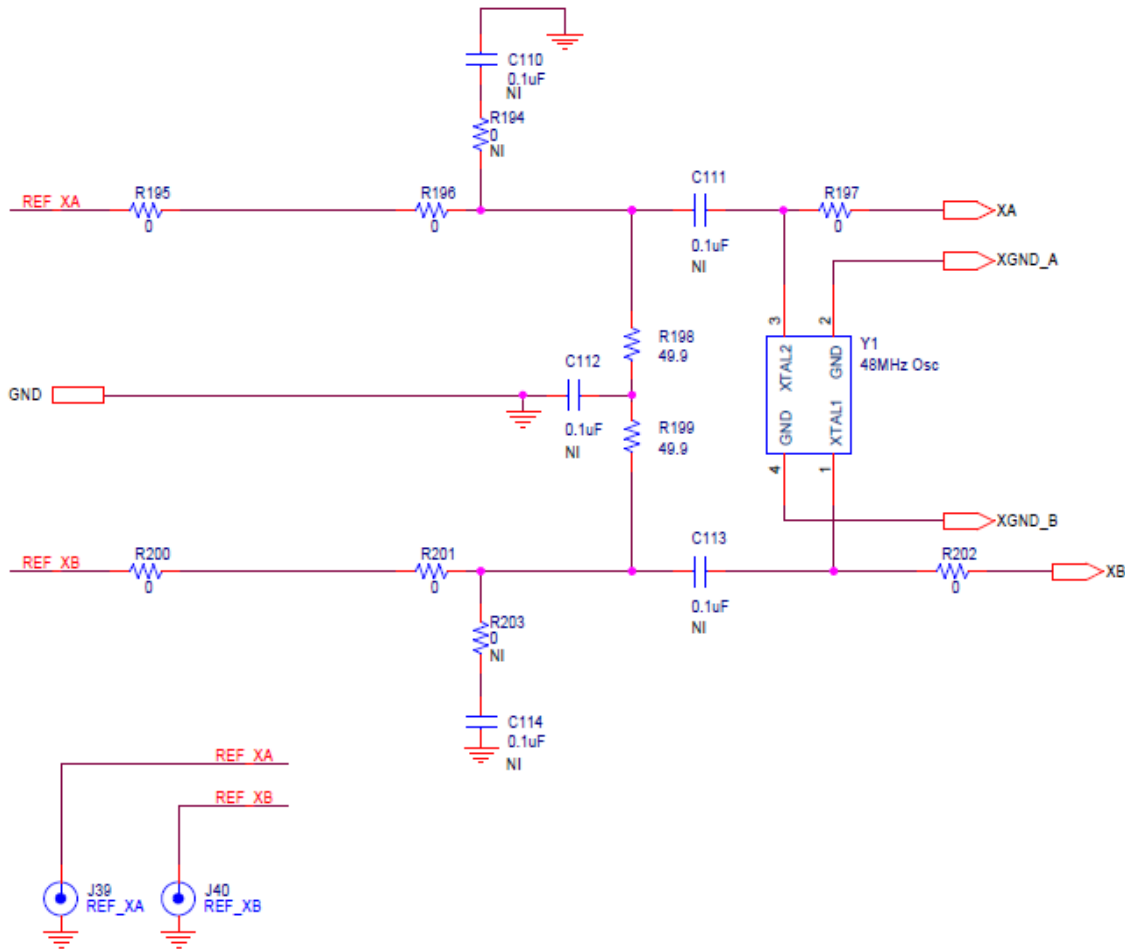 C110
0.1uF
NI
R194
0
NI
REF_XA
R195
0
R196
0
C111
0.1uF
NI
R197
0
XA
XGND_A
3
2
XTAL2
GND
Y1
48MHz Osc
GND
XTAL1
4
1
R198
49.9
GND
C112
0.1uF
NI
R199
49.9
XGND_B
REF_XB
R200
0
R201
0
C113
0.1uF
NI
R202
0
XB
R203
0
NI
C114
0.1uF
NI
REF_XA
REF_XB
J39
REF_XA
J40
REF_XB